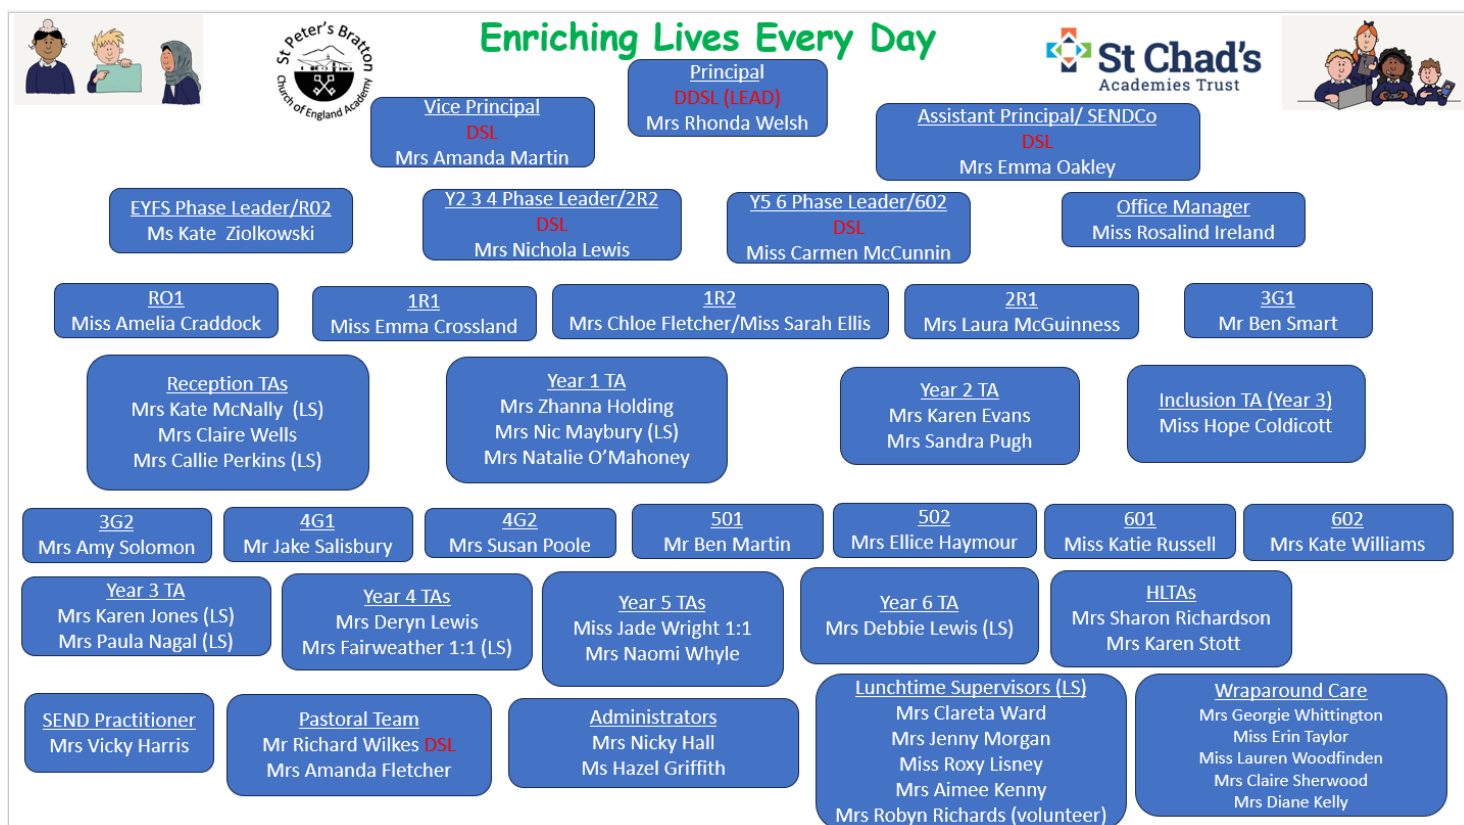 Enriching Lives Every Day
St Peter's Bratton
Church of England Academy
St Chad's
Academies Trust
Principal
DDSL (LEAD)
Mrs Rhonda Welsh
Vice Principal
DSL
Mrs Amanda Martin
Assistant Principal/ SENDCo
DSL
Mrs Emma Oakley
EYFS Phase Leader/R02
Ms Kate Ziolkowski
Y2 3 4 Phase Leader/2R2
DSL
Mrs Nichola Lewis
Y5 6 Phase Leader/602
DSL
Miss Carmen McCunnin
Office Manager
Miss Rosalind Ireland
RO1
Miss Amelia Craddock
1R1
Miss Emma Crossland
1R2
Mrs Chloe Fletcher/Miss Sarah Ellis
2R1
Mrs Laura McGuinness
3G1
Mr Ben Smart
Reception TAs
Mrs Kate McNally (LS)
Mrs Claire Wells
Mrs Callie Perkins (LS)
Year 1 TA
Mrs Zhanna Holding
Mrs Nic Maybury (LS)
Mrs Natalie O'Mahoney
Year 2 TA
Mrs Karen Evans
Mrs Sandra Pugh
Inclusion TA (Year 3)
Miss Hope Coldicott
3G2
Mrs Amy Solomon
4G1
Mr Jake Salisbury
4G2
Mrs Susan Poole
501
Mr Ben Martin
502
Mrs Ellice Haymour
601
Miss Katie Russell
602
Mrs Kate Williams
Year 3 TA
Mrs Karen Jones (LS)
Mrs Paula Nagal (LS)
Year 4 TAs
Mrs Deryn Lewis
Mrs Fairweather 1:1 (LS)
Year 5 TAs
Miss Jade Wright 1:1
Mrs Naomi Whyle
Year 6 TA
Mrs Debbie Lewis (LS)
HLTAs
Mrs Sharon Richardson
Mrs Karen Stott
SEND Practitioner
Mrs Vicky Harris
Pastoral Team
Mr Richard Wilkes DSL
Mrs Amanda Fletcher
Administrators
Mrs Nicky Hall
Ms Hazel Griffith
Lunchtime Supervisors (LS)
Mrs Clareta Ward
Mrs Jenny Morgan
Miss Roxy Lisney
Mrs Aimee Kenny
Mrs Robyn Richards (volunteer)
Wraparound Care
Mrs Georgie Whittington
Miss Erin Taylor
Miss Lauren Woodfinden
Mrs Claire Sherwood
Mrs Diane Kelly